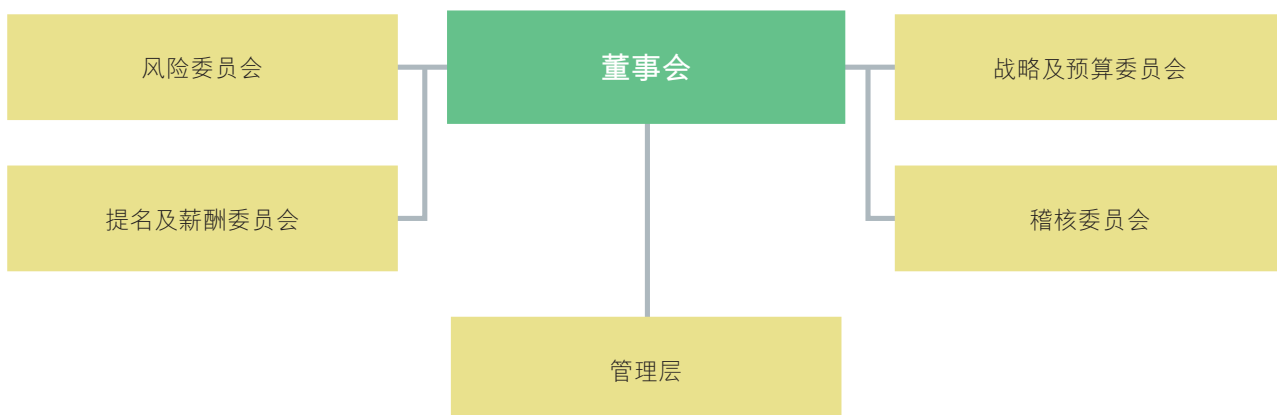 风险委员会
董事会
战略及预算委员会
提名及薪酬委员会
稽核委员会
管理层